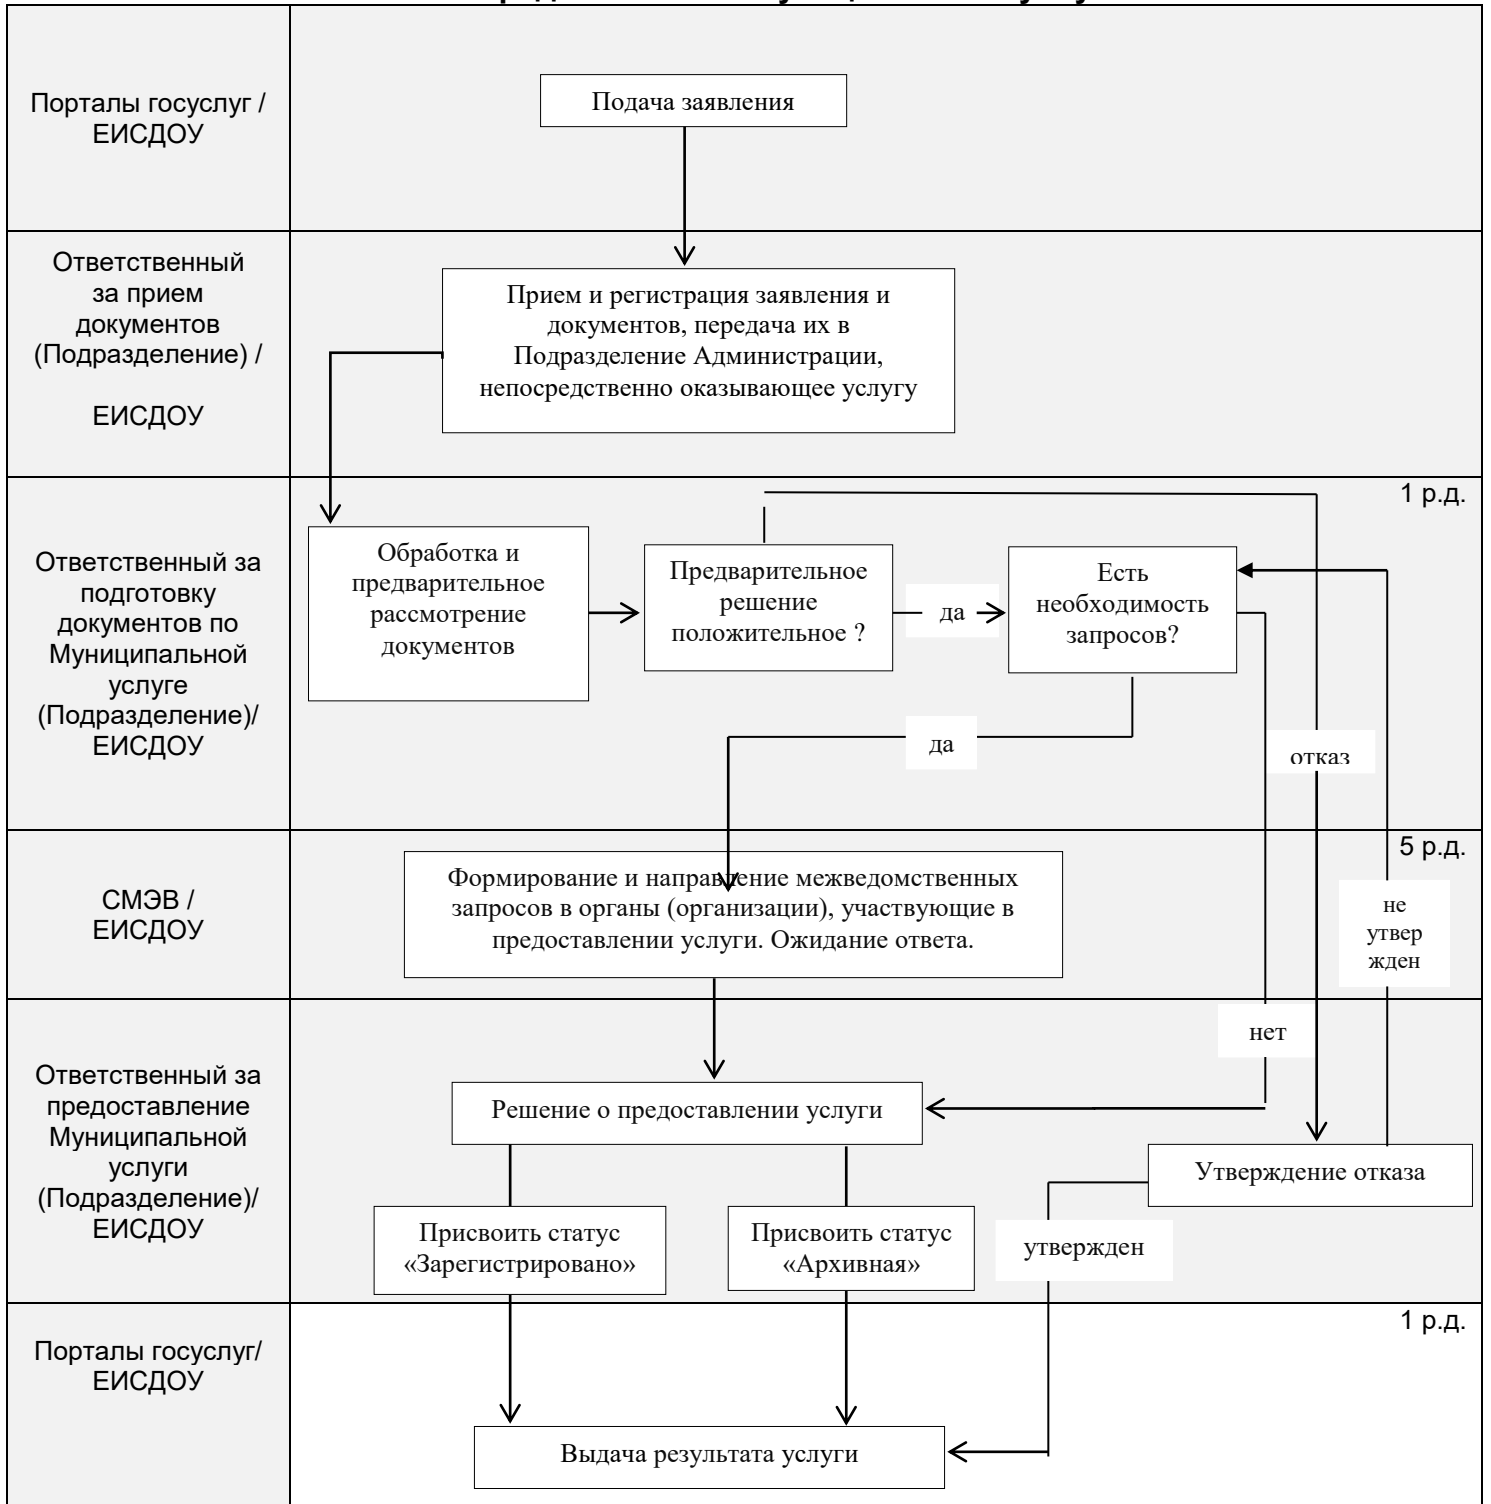 Порталы госуслуг /
ЕИСДОУ
Подача заявления
Ответственный
за прием
документов
(Подразделение) /
ЕИСДОУ
Прием и регистрация заявления и
документов, передача их в
Подразделение Администрации,
непосредственно оказывающее услугу
1 р.д.
Ответственный за
подготовку
документов по
Муниципальной
услуге
(Подразделение)/
ЕИСДОУ
Обработка и
предварительное
рассмотрение
документов
Предварительное
решение
положительное ?
да
Есть
необходимость
запросов?
да
отказ
5 р.д.
СМЭВ /
ЕИСДОУ
Формирование и направление межведомственных
запросов в органы (организации), участвующие в
предоставлении услуги. Ожидание ответа.
не
утвер
жден
нет
Ответственный за
предоставление
Муниципальной
услуги
(Подразделение)/
ЕИСДОУ
Решение о предоставлении услуги
Утверждение отказа
Присвоить статус
«Зарегистрировано»
Присвоить статус
«Архивная»
утвержден
1 р.д.
Порталы госуслуг/
ЕИСДОУ
Выдача результата услуги